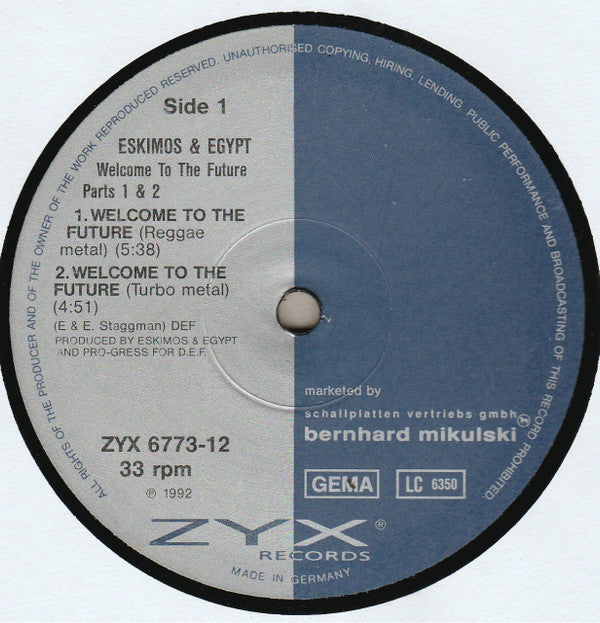 ALL RIGHTS OF THE PRODUCER AND OF THE OWNER OF THE WORK REPRODUCED RESERVED. UNAUTHORISED COPYING, HIRING, LENDING, PUBLIC PERFORMANCE AND BROADCASTING OF THIS RECORD PROHIBITED
Side 1
ESKIMOS & EGYPT
Welcome To The Future
Parts 1 & 2
1. WELCOME TO THE
FUTURE (Reggae
metal) (5:38)
2. WELCOME TO THE
FUTURE (Turbo metal)
(4:51)
(E & E. Staggman) DEF
PRODUCED BY ESKIMOS & EGYPT
AND PRO-GRESS FOR D.E.F.
marketed by
schallplatten vertriebs gmbh
bernhard mikulski
ZYX 6773-12
33 rpm
℗ 1992
GEMA
LC 6350
ZYX®
RECORDS
MADE IN GERMANY